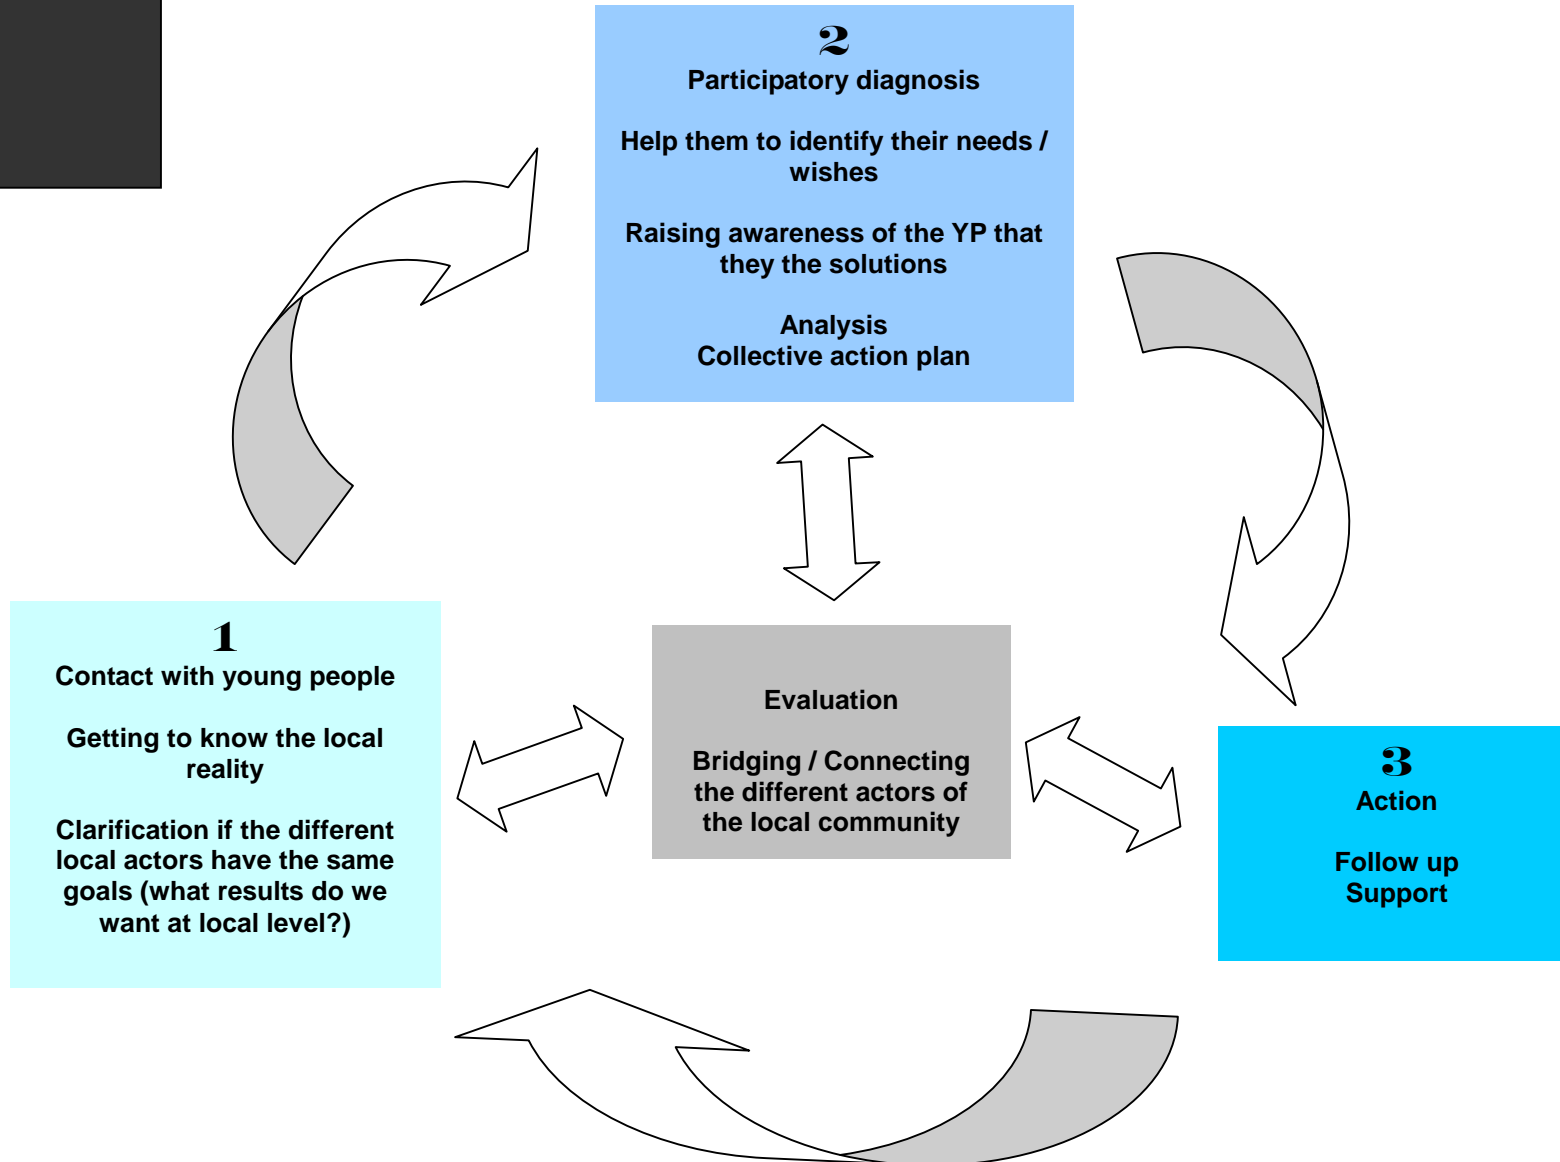 2
Participatory diagnosis
Help them to identify their needs /
wishes
Raising awareness of the YP that
they the solutions
Analysis
Collective action plan
1
Contact with young people
Getting to know the local
reality
Clarification if the different
local actors have the same
goals (what results do we
want at local level?)
Evaluation
Bridging / Connecting
the different actors of
the local community
3
Action
Follow up
Support